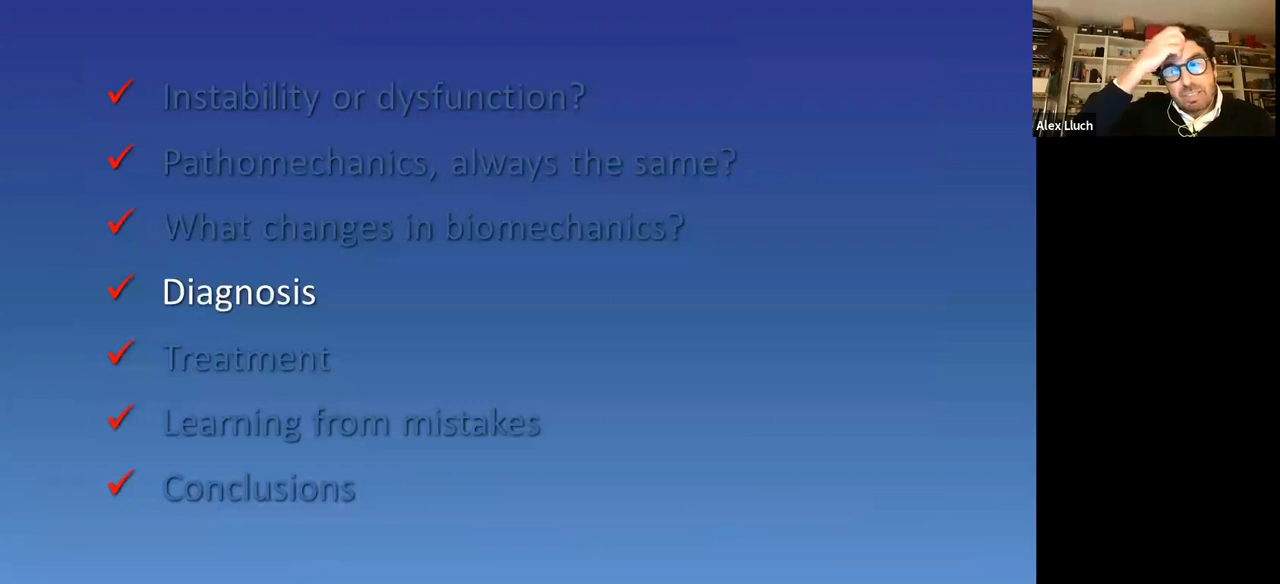 Instability or dysfunction?
Pathomechanics, always the same?
What changes in biomechanics?
Diagnosis
Treatment
Learning from mistakes
Conclusions
Alex Lluch